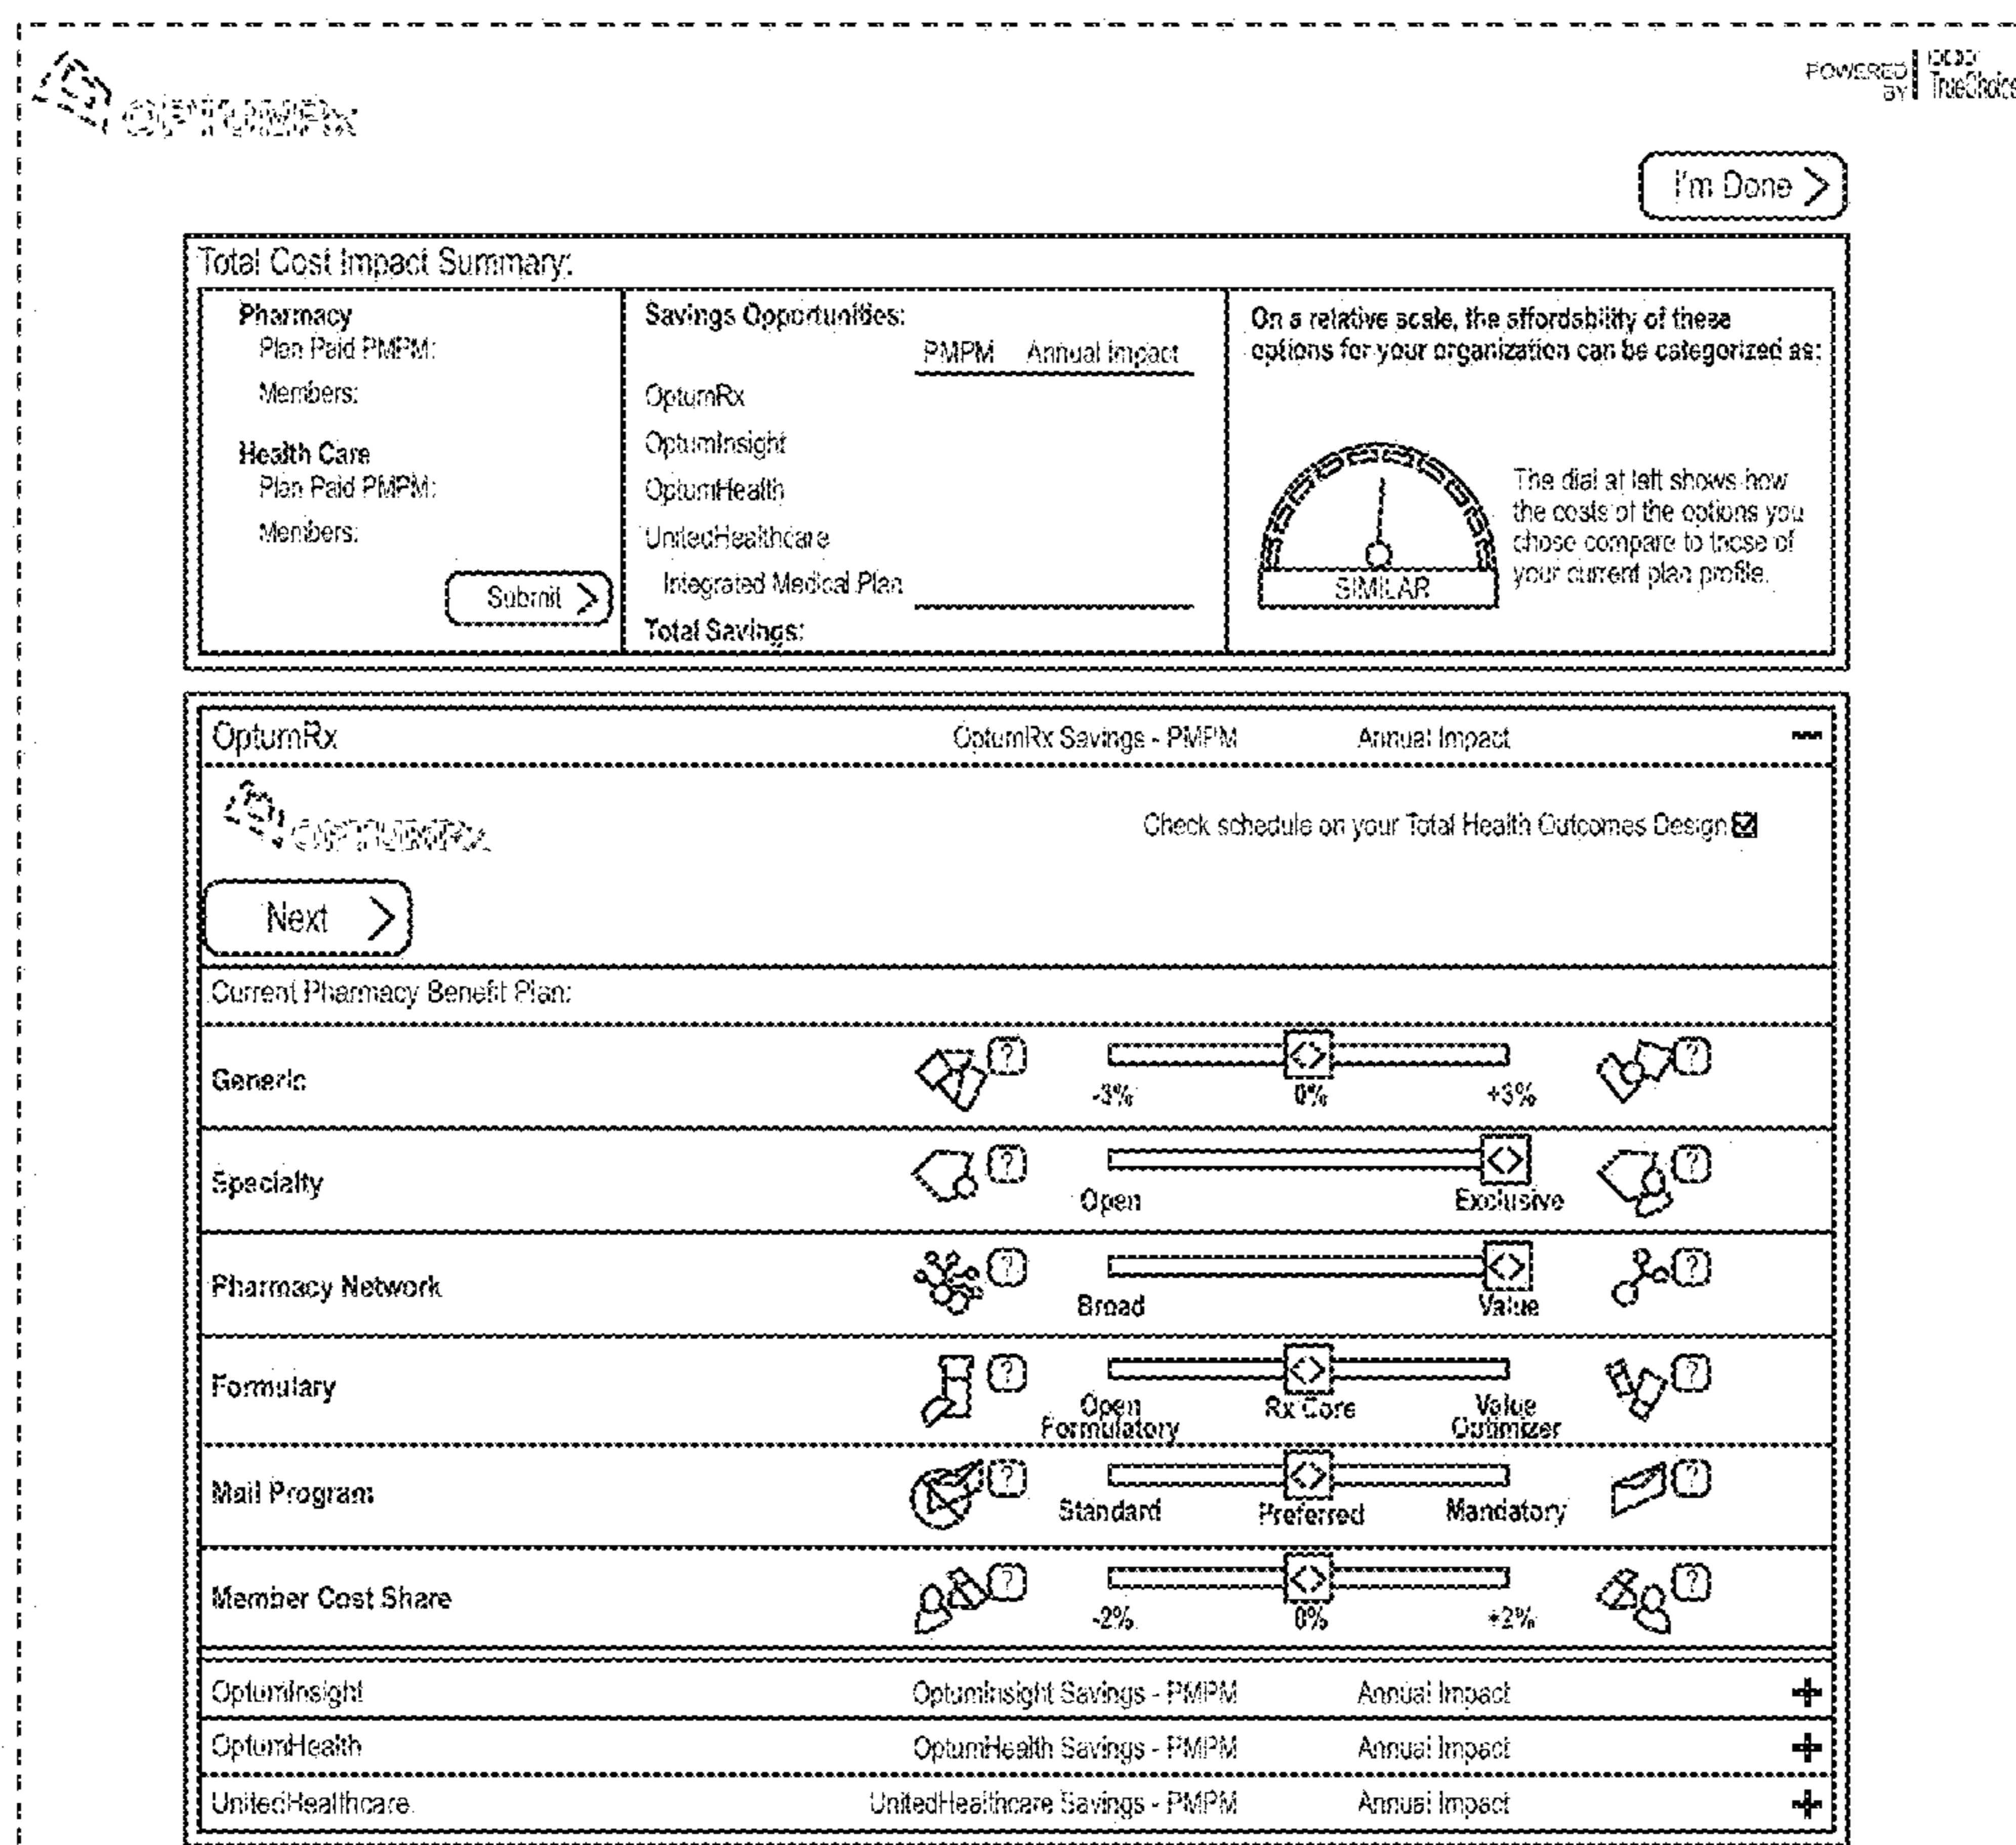 OPTUMRx
POWERED BY TrueChoice
I'm Done
Total Cost Impact Summary:
Pharmacy
Plan Paid PMPM:
Members:
Health Care
Plan Paid PMPM:
Members:
Submit
Savings Opportunities:
PMPM Annual Impact
OptumRx
OptumInsight
OptumHealth
UnitedHealthcare
Integrated Medical Plan
Total Savings:
On a relative scale, the affordability of these
options for your organization can be categorized as:
SIMILAR
The dial at left shows how
the costs of the options you
chose compare to those of
your current plan profile.
OptumRx OptumRx Savings - PMPM Annual Impact
OPTUMRx
Check schedule on your Total Health Outcomes Design
Next
Current Pharmacy Benefit Plan:
Generic ? ?
-3% 0% +3%
Specialty ? ?
Open Exclusive
Pharmacy Network ? ?
Broad Value
Formulary ? ?
Open Formulatory Rx Core Value Outimizer
Mail Program ? ?
Standard Preferred Mandatory
Member Cost Share ? ?
-2% 0% +2%
OptumInsight OptumInsight Savings - PMPM Annual Impact
OptumHealth OptumHealth Savings - PMPM Annual Impact
UnitedHealthcare. UnitedHealthcare Savings - PMPM Annual Impact